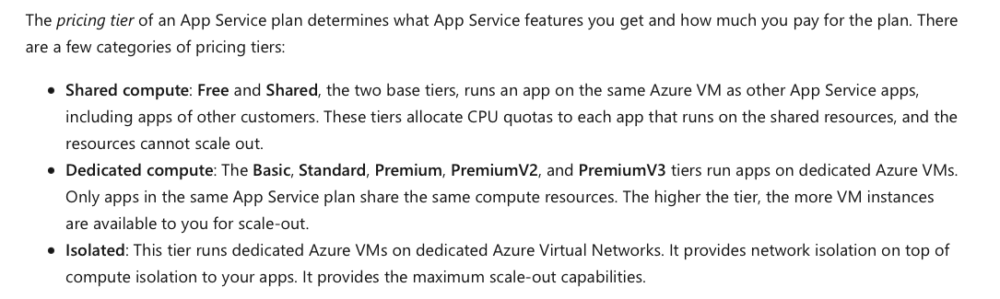 The pricing tier of an App Service plan determines what App Service features you get and how much you pay for the plan. There
are a few categories of pricing tiers:
• Shared compute: Free and Shared, the two base tiers, runs an app on the same Azure VM as other App Service apps,
including apps of other customers. These tiers allocate CPU quotas to each app that runs on the shared resources, and the
resources cannot scale out.
• Dedicated compute: The Basic, Standard, Premium, PremiumV2, and PremiumV3 tiers run apps on dedicated Azure VMs.
Only apps in the same App Service plan share the same compute resources. The higher the tier, the more VM instances
are available to you for scale-out.
• Isolated: This tier runs dedicated Azure VMs on dedicated Azure Virtual Networks. It provides network isolation on top of
compute isolation to your apps. It provides the maximum scale-out capabilities.